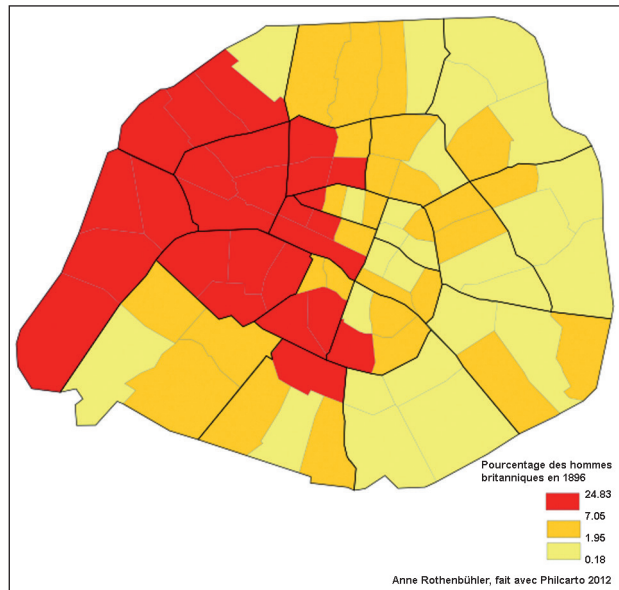 Pourcentage des hommes
britanniques en 1896
24.83
7.05
1.95
0.18
Anne Rothenbühler, fait avec Philcarto 2012